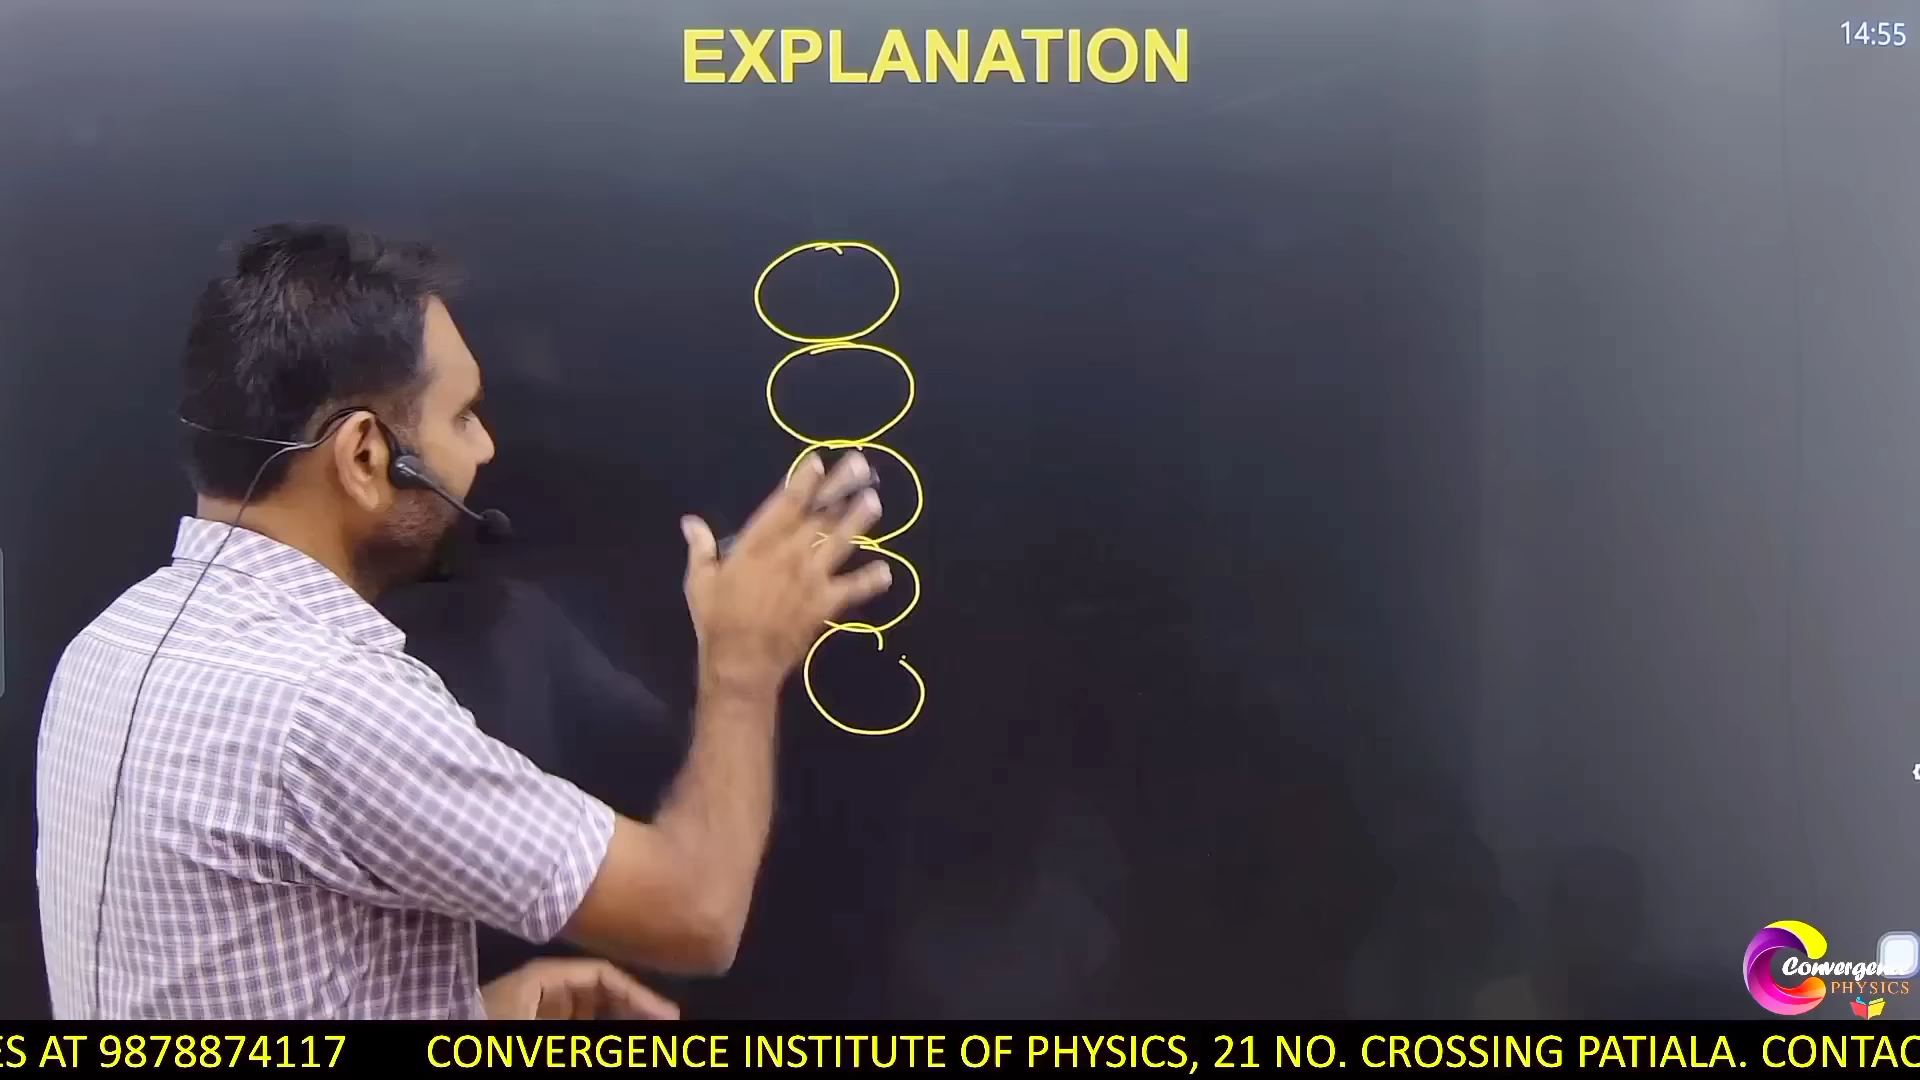 EXPLANATION
14:55
Convergence
PHYSICS
ES AT 9878874117 CONVERGENCE INSTITUTE OF PHYSICS, 21 NO. CROSSING PATIALA. CONTAC